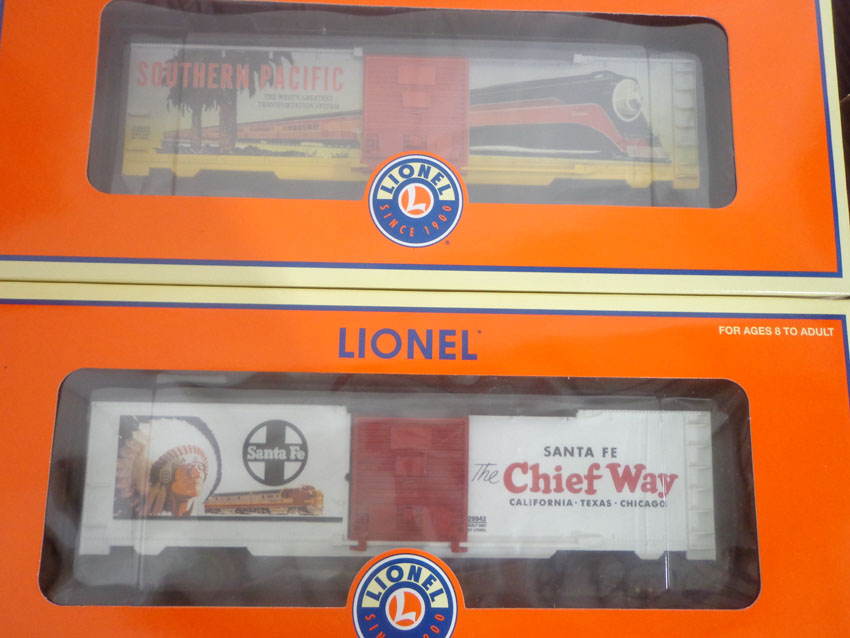 SOUTHERN PACIFIC
THE WEST'S GREATEST
TRANSPORTATION SYSTEM
LIONEL
L
SINCE 1900
®
LIONEL
FOR AGES 8 TO ADULT
Santa Fe
SANTA FE
The Chief Way
CALIFORNIA · TEXAS · CHICAGO
29942
LIONEL
L